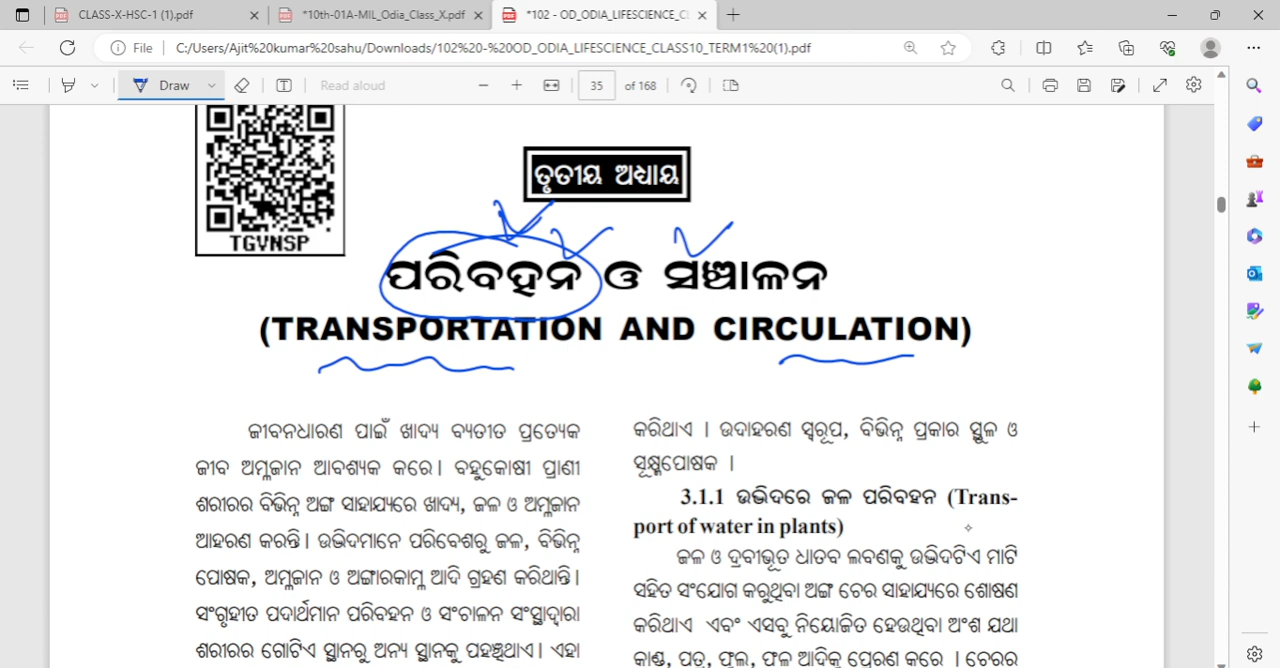 CLASS-X-HSC-1 (1).pdf
*10th-01A-MIL_Odia_Class_X.pdf
*102 - OD_ODIA_LIFESCIENCE_CL
File
C:/Users/Ajit%20kumar%20sahu/Downloads/102%20-%20OD_ODIA_LIFESCIENCE_CLASS10_TERM1%20(1).pdf
Draw
Read aloud
35 of 168
TGVNSP
ତୃତୀୟ ଅଧ୍ୟାୟ
ପରିବହନ ଓ ସଞ୍ଚାଳନ
(TRANSPORTATION AND CIRCULATION)
ଜୀବନଧାରଣ ପାଇଁ ଖାଦ୍ୟ ବ୍ୟତୀତ ପ୍ରତ୍ୟେକ
ଜୀବ ଅମ୍ଳଜାନ ଆବଶ୍ୟକ କରେ। ବହୁକୋଷୀ ପ୍ରାଣୀ
ଶରୀରର ବିଭିନ୍ନ ଅଙ୍ଗ ସାହାଯ୍ୟରେ ଖାଦ୍ୟ, ଜଳ ଓ ଅମ୍ଳଜାନ
ଆହରଣ କରନ୍ତି। ଉଦ୍ଭିଦମାନେ ପରିବେଶରୁ ଜଳ, ବିଭିନ୍ନ
ପୋଷକ, ଅମ୍ଳଜାନ ଓ ଅଙ୍ଗାରକାମ୍ଳ ଆଦି ଗ୍ରହଣ କରିଥାନ୍ତି।
ସଂଗୃହୀତ ପଦାର୍ଥମାନ ପରିବହନ ଓ ସଂଚାଳନ ସଂସ୍ଥାଦ୍ୱାରା
ଶରୀରର ଗୋଟିଏ ସ୍ଥାନରୁ ଅନ୍ୟ ସ୍ଥାନକୁ ପହଞ୍ଚିଥାଏ। ଏହା
କରିଥାଏ । ଉଦାହରଣ ସ୍ୱରୂପ, ବିଭିନ୍ନ ପ୍ରକାର ସ୍ଥୂଳ ଓ
ସୂକ୍ଷ୍ମପୋଷକ ।
3.1.1 ଉଦ୍ଭିଦରେ ଜଳ ପରିବହନ (Trans-
port of water in plants)
ଜଳ ଓ ଦ୍ରବୀଭୂତ ଧାତବ ଲବଣକୁ ଉଦ୍ଭିଦଟିଏ ମାଟି
ସହିତ ସଂଯୋଗ କରୁଥିବା ଅଙ୍ଗ ଚେର ସାହାଯ୍ୟରେ ଶୋଷଣ
କରିଥାଏ ଏବଂ ଏସବୁ ନିୟୋଜିତ ହେଉଥିବା ଅଂଶ ଯଥା
କାଣ୍ଡ, ପତ୍ର, ଫୁଲ, ଫଳ ଆଦିକୁ ପ୍ରେରଣ କରେ । ଚେରର